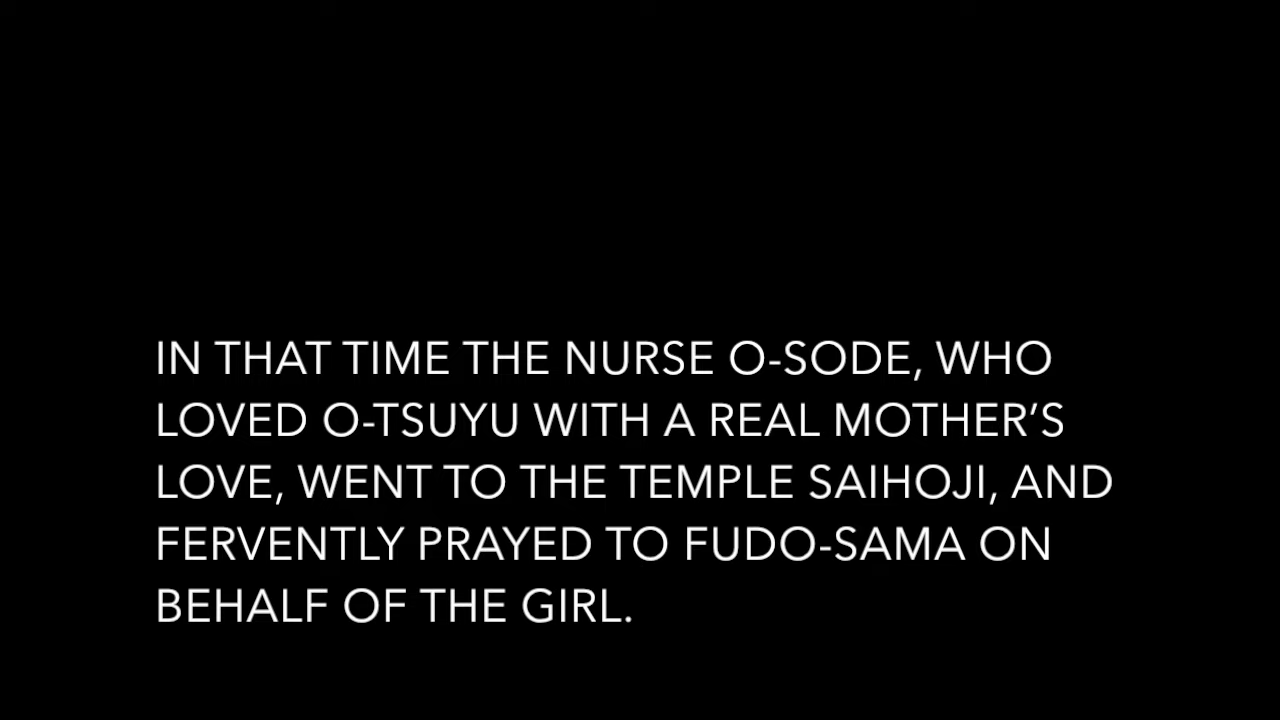 IN THAT TIME THE NURSE O-SODE, WHO
LOVED O-TSUYU WITH A REAL MOTHER’S
LOVE, WENT TO THE TEMPLE SAIHOJI, AND
FERVENTLY PRAYED TO FUDO-SAMA ON
BEHALF OF THE GIRL.